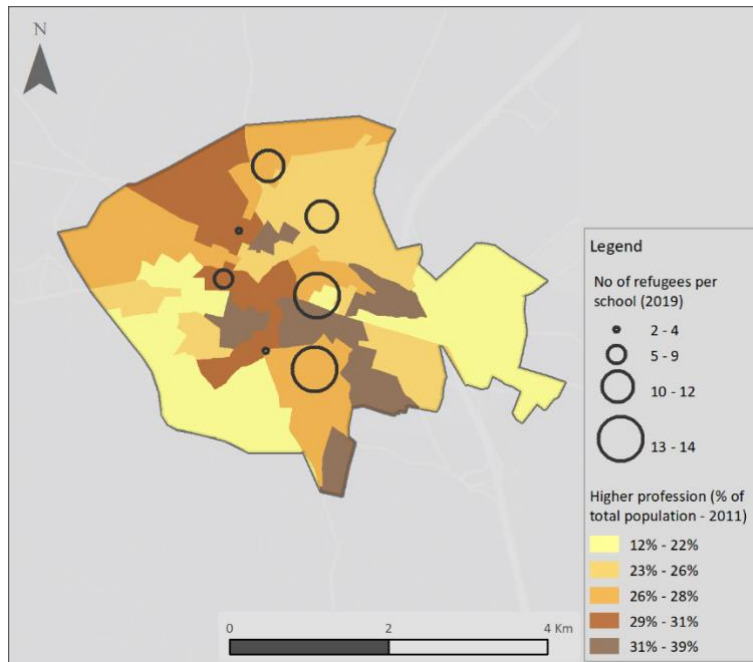 N
Legend
No of refugees per
school (2019)
2 - 4
5 - 9
10 - 12
13 - 14
Higher profession (% of
total population - 2011)
12% - 22%
23% - 26%
26% - 28%
29% - 31%
31% - 39%
0 2 4 Km